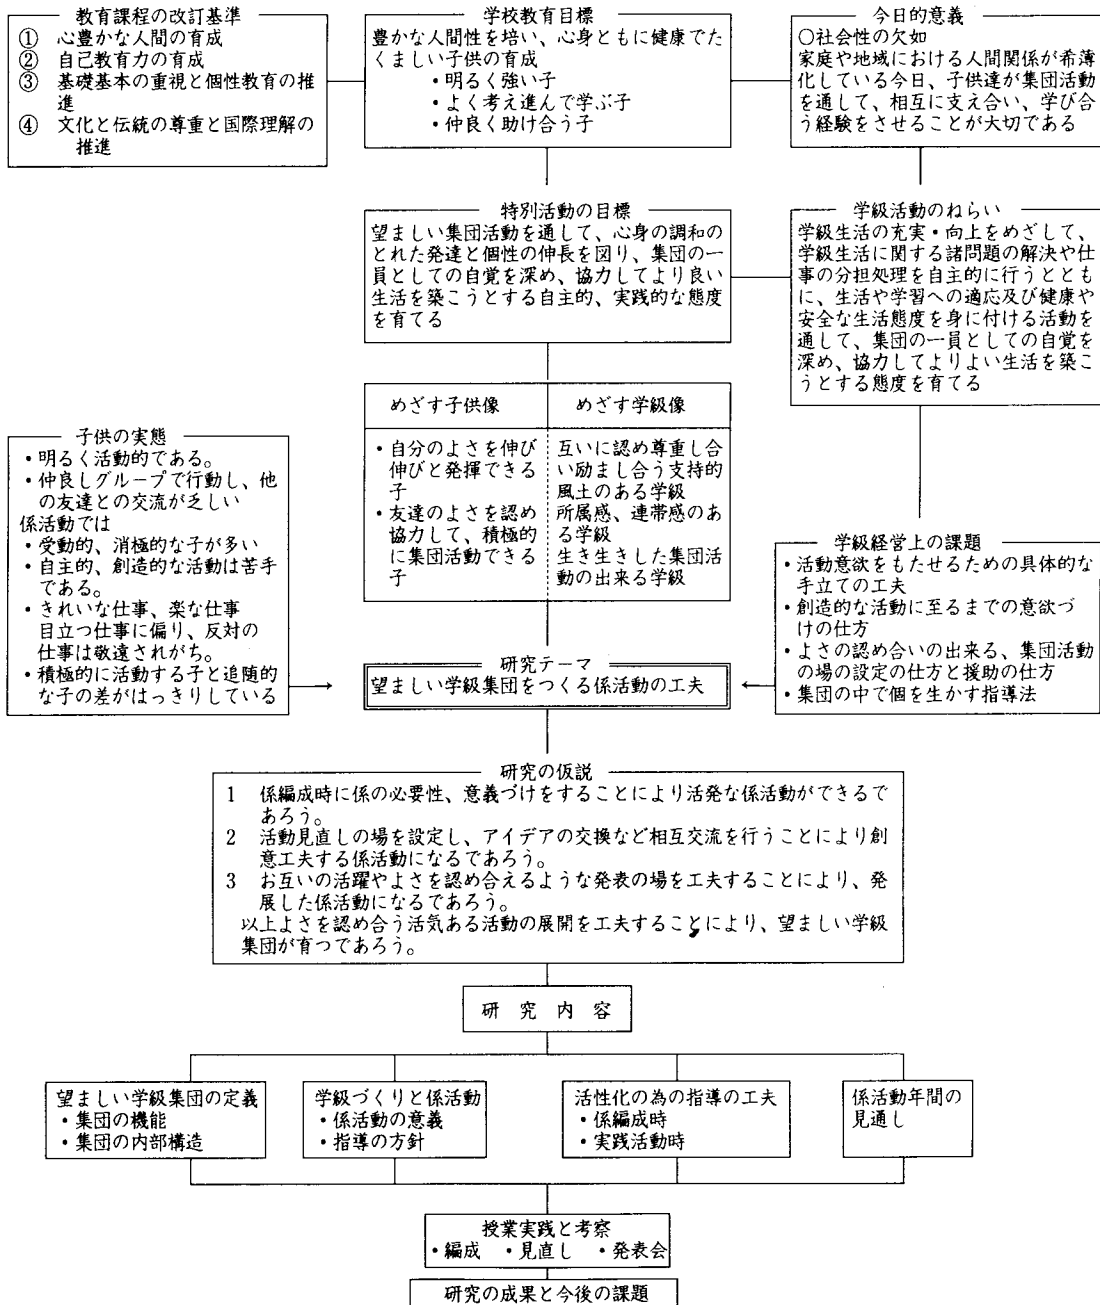 教育課程の改訂基準
① 心豊かな人間の育成
② 自己教育力の育成
③ 基礎基本の重視と個性教育の推
進
④ 文化と伝統の尊重と国際理解の
推進
学校教育目標
豊かな人間性を培い、心身ともに健康でた
くましい子供の育成
・明るく強い子
・よく考え進んで学ぶ子
・仲良く助け合う子
今日的意義
○社会性の欠如
家庭や地域における人間関係が希薄
化している今日、子供達が集団活動
を通して、相互に支え合い、学び合
う経験をさせることが大切である
特別活動の目標
望ましい集団活動を通して、心身の調和の
とれた発達と個性の伸長を図り、集団の一
員としての自覚を深め、協力してより良い
生活を築こうとする自主的、実践的な態度
を育てる
学級活動のねらい
学級生活の充実・向上をめざして、
学級生活に関する諸問題の解決や仕
事の分担処理を自主的に行うととも
に、生活や学習への適応及び健康や
安全な生活態度を身に付ける活動を
通して、集団の一員としての自覚を
深め、協力してよりよい生活を築こ
うとする態度を育てる
めざす子供像
・自分のよさを伸び
伸びと発揮できる
子
・友達のよさを認め
協力して、積極的
に集団活動できる
子
めざす学級像
互いに認め尊重し合
い励まし合う支持的
風土のある学級
所属感、連帯感のあ
る学級
生き生きした集団活
動の出来る学級
子供の実態
・明るく活動的である。
・仲良しグループで行動し、他
の友達との交流が乏しい
係活動では
・受動的、消極的な子が多い
・自主的、創造的な活動は苦手
である。
・きれいな仕事、楽な仕事
目立つ仕事に偏り、反対の
仕事は敬遠されがち。
・積極的に活動する子と追随的
な子の差がはっきりしている
学級経営上の課題
・活動意欲をもたせるための具体的な
手立ての工夫
・創造的な活動に至るまでの意欲づ
けの仕方
・よさの認め合いの出来る、集団活動
の場の設定の仕方と援助の仕方
・集団の中で個を生かす指導法
研究テーマ
望ましい学級集団をつくる係活動の工夫
研究の仮説
1 係編成時に係の必要性、意義づけをすることにより活発な係活動ができるで
あろう。
2 活動見直しの場を設定し、アイデアの交換など相互交流を行うことにより創
意工夫する係活動になるであろう。
3 お互いの活躍やよさを認め合えるような発表の場を工夫することにより、発
展した係活動になるであろう。
以上よさを認め合う活気ある活動の展開を工夫することにより、望ましい学級
集団が育つであろう。
研究内容
望ましい学級集団の定義
・集団の機能
・集団の内部構造
学級づくりと係活動
・係活動の意義
・指導の方針
活性化の為の指導の工夫
・係編成時
・実践活動時
係活動年間の
見通し
授業実践と考察
・編成 ・見直し ・発表会
研究の成果と今後の課題